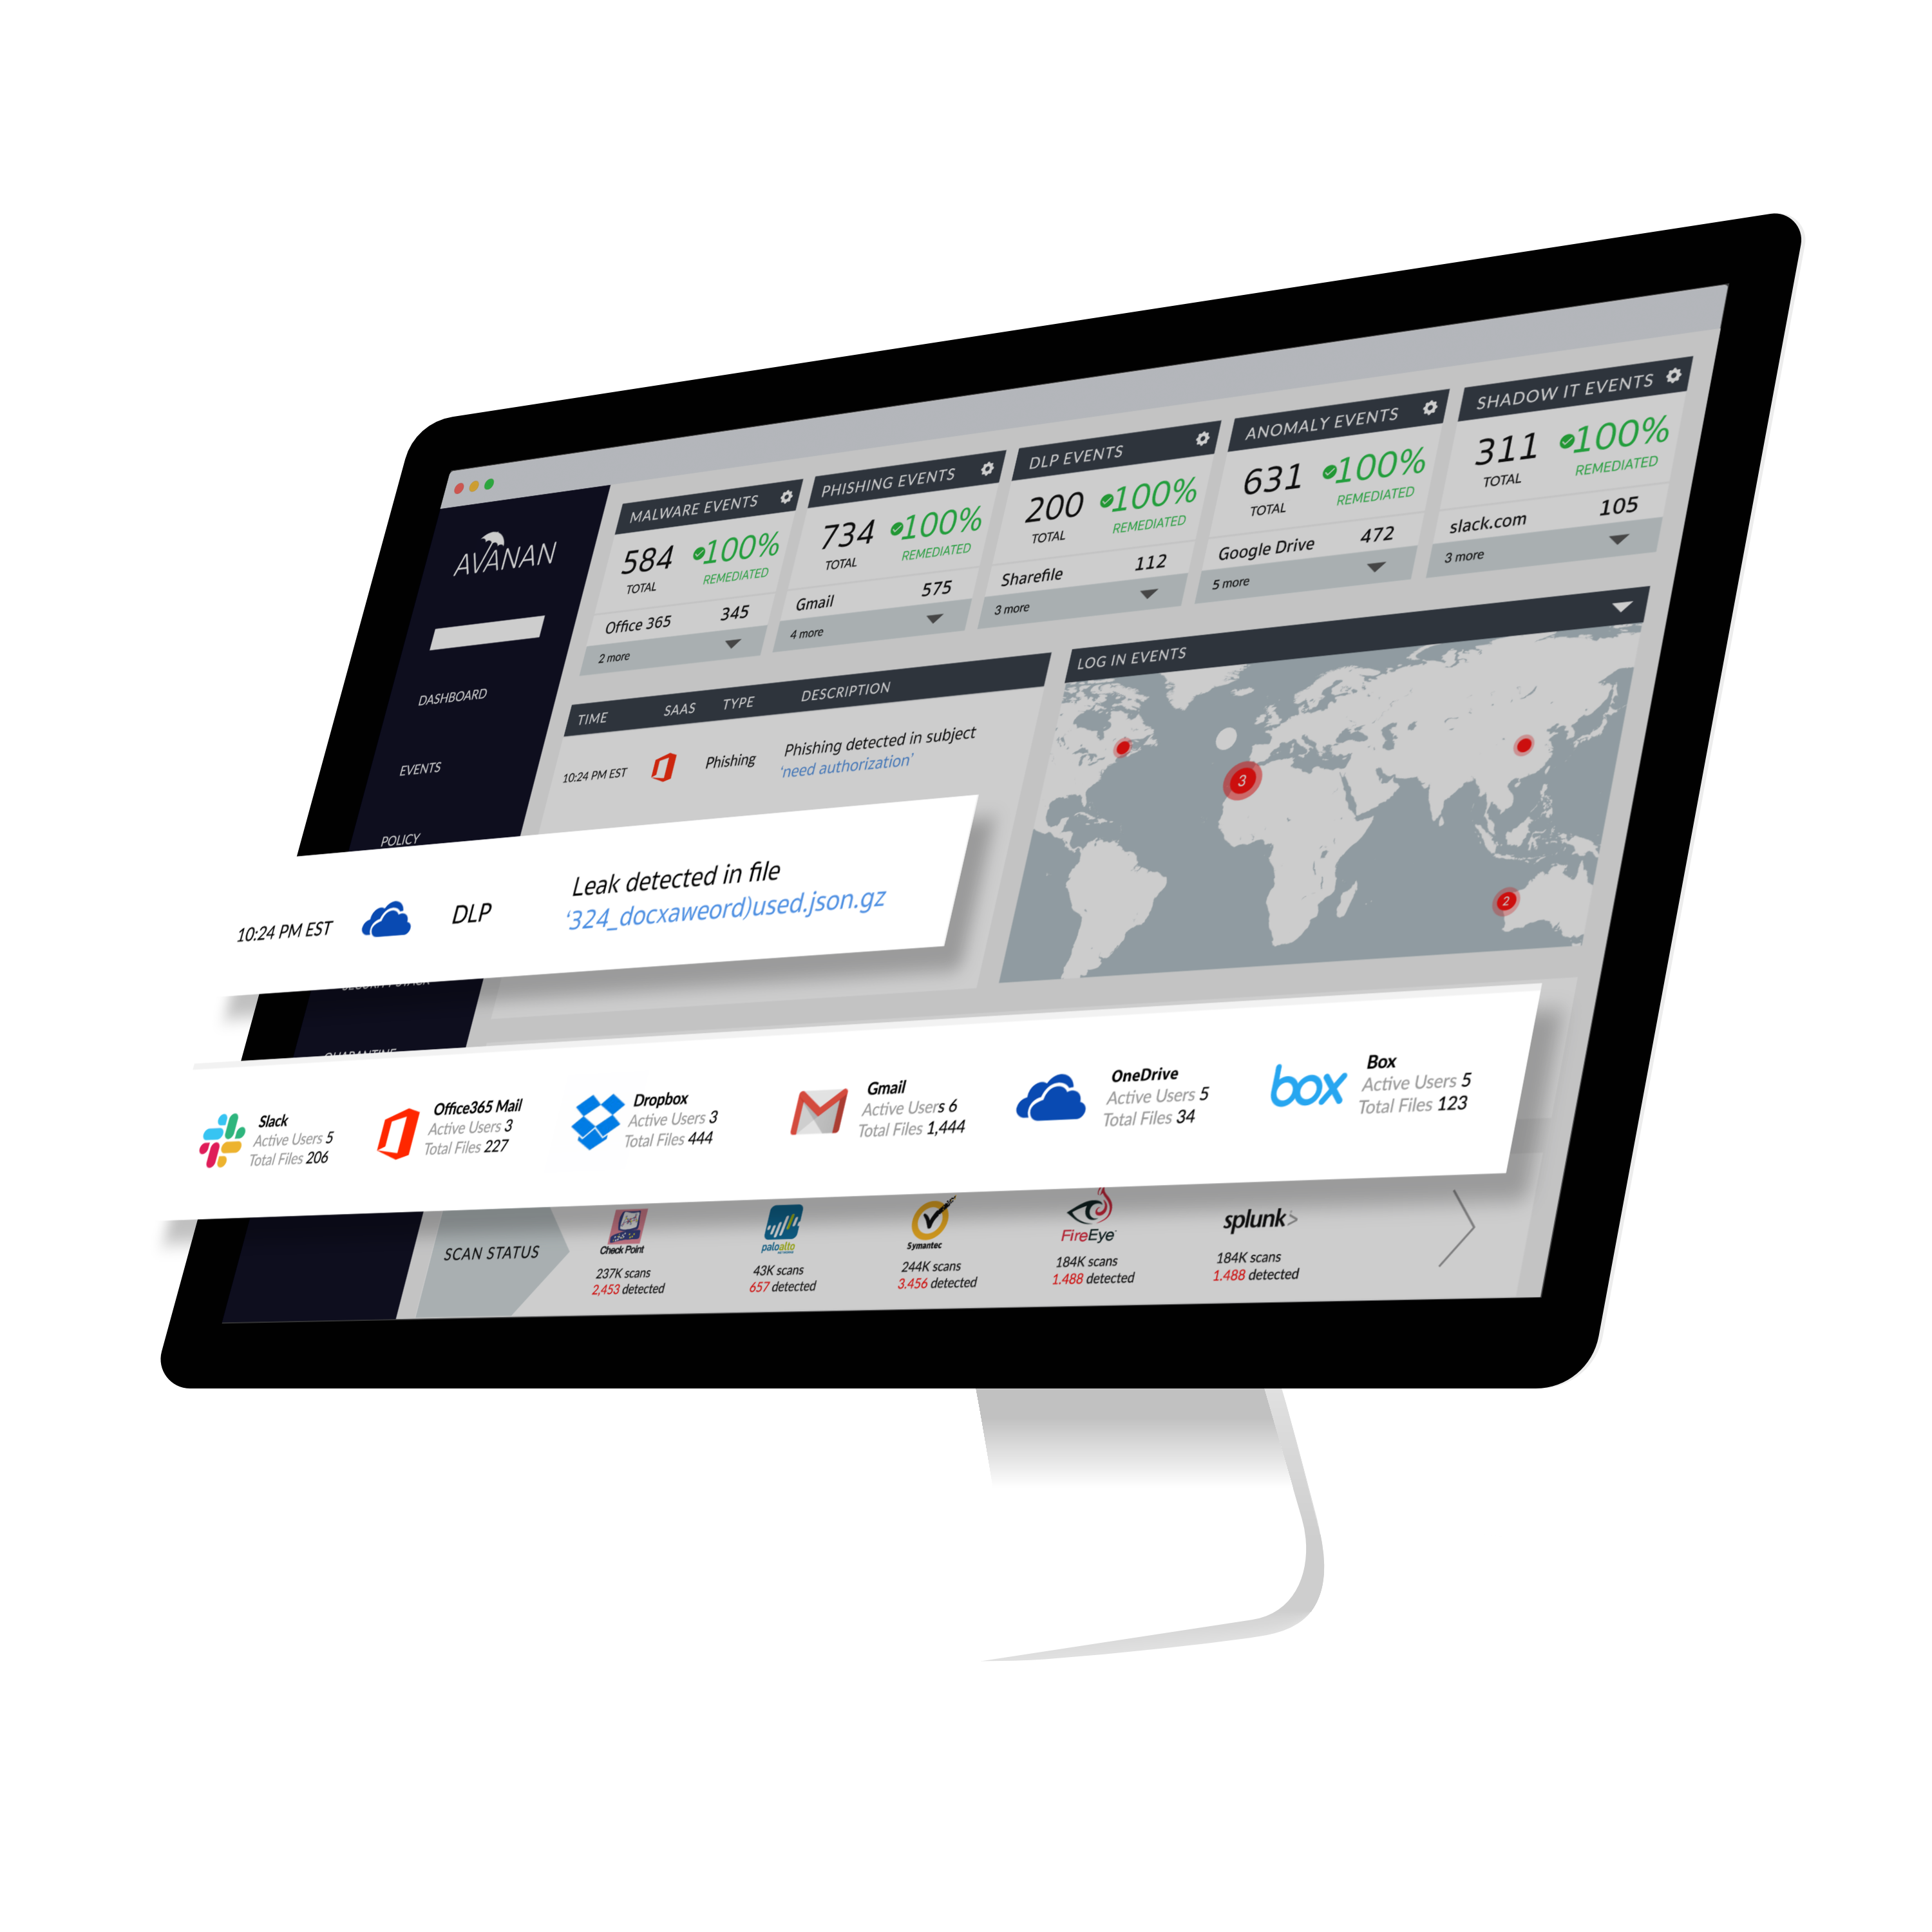 AVANAN
DASHBOARD
EVENTS
POLICY
QUARANTINE
MALWARE EVENTS
584
TOTAL
100%
REMEDIATED
Office 365 345
2 more
PHISHING EVENTS
734
TOTAL
100%
REMEDIATED
Gmail 575
4 more
DLP EVENTS
200
TOTAL
100%
REMEDIATED
Sharefile 112
3 more
ANOMALY EVENTS
631
TOTAL
100%
REMEDIATED
Google Drive 472
5 more
SHADOW IT EVENTS
311
TOTAL
100%
REMEDIATED
slack.com 105
3 more
TIME SAAS TYPE DESCRIPTION
10:24 PM EST Phishing Phishing detected in subject
‘need authorization’
10:24 PM EST DLP Leak detected in file
‘324_docxaweord)used.json.gz
LOG IN EVENTS
3
2
Slack
Active Users 5
Total Files 206
Office365 Mail
Active Users 3
Total Files 227
Dropbox
Active Users 3
Total Files 444
Gmail
Active Users 6
Total Files 1,444
OneDrive
Active Users 5
Total Files 34
box
Box
Active Users 5
Total Files 123
SCAN STATUS
Check Point
237K scans
2,453 detected
paloalto
43K scans
657 detected
Symantec
244K scans
3.456 detected
FireEye
184K scans
1.488 detected
splunk>
184K scans
1.488 detected